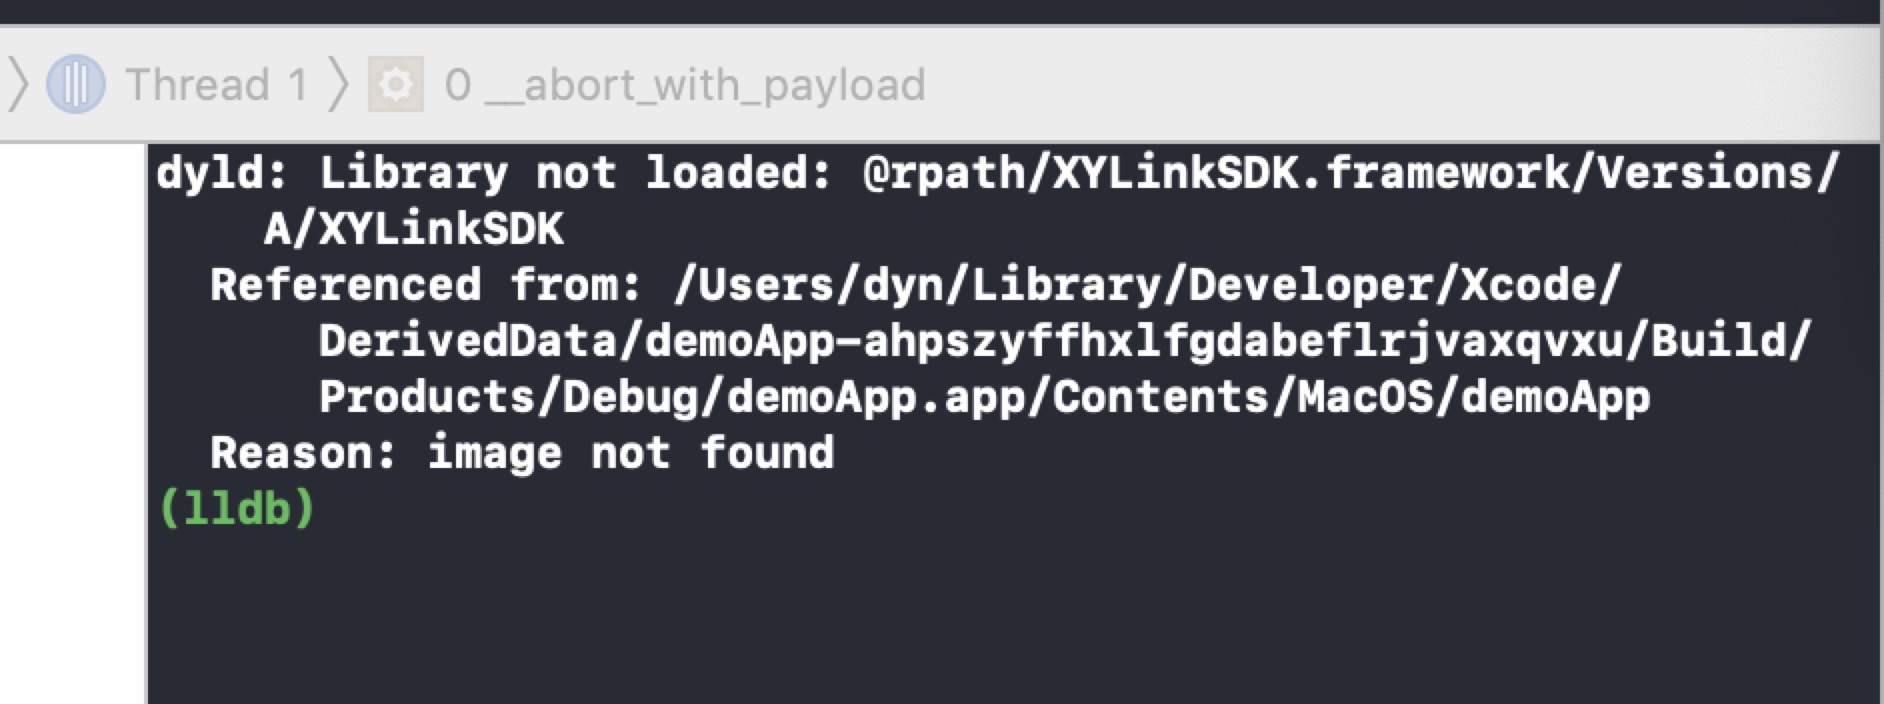 Thread 1 〉 0 __abort_with_payload
dyld: Library not loaded: @rpath/XYLinkSDK.framework/Versions/
A/XYLinkSDK
Referenced from: /Users/dyn/Library/Developer/Xcode/
DerivedData/demoApp-ahpszyffhxlfgdabeflrjvaxqvxu/Build/
Products/Debug/demoApp.app/Contents/MacOS/demoApp
Reason: image not found
(lldb)